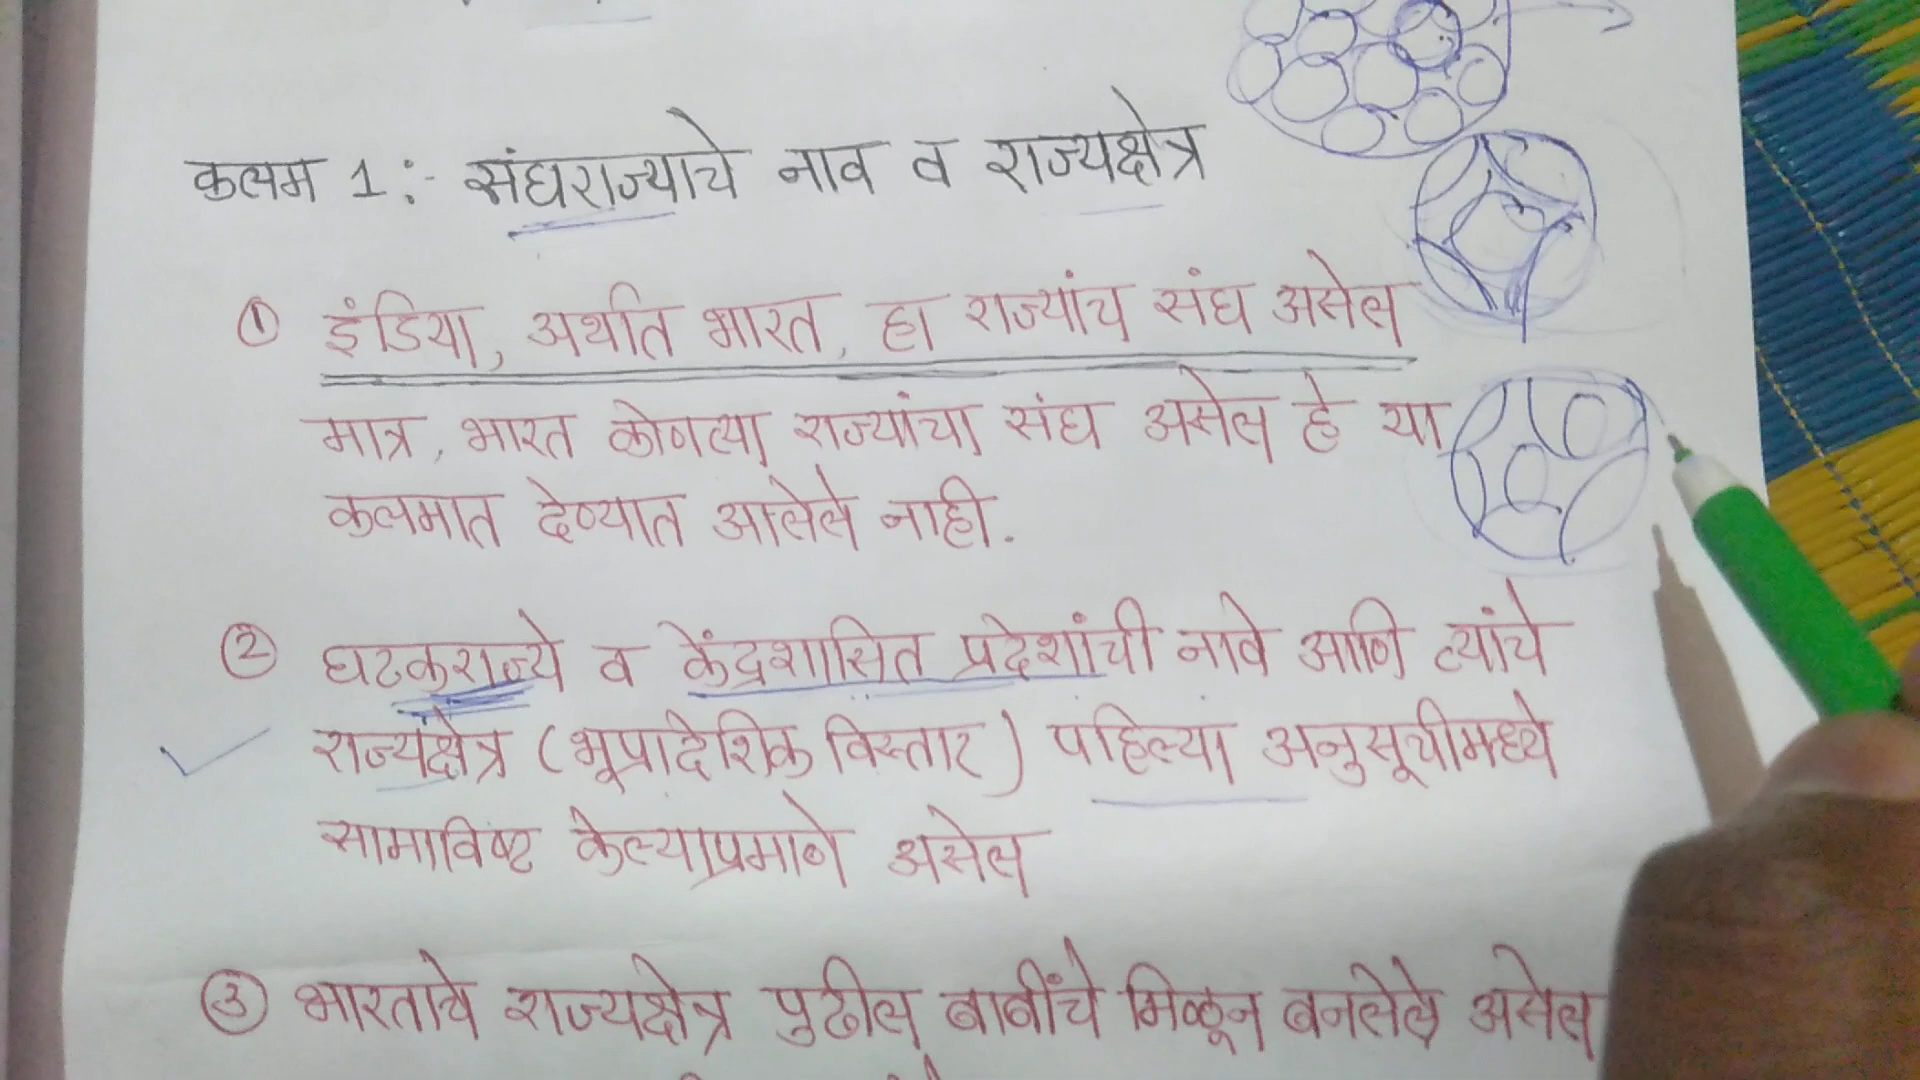 कलम 1:- संघराज्याचे नाव व राज्यक्षेत्र
① इंडिया, अर्थात भारत, हा राज्यांच संघ असेल
मात्र, भारत कोणत्या राज्यांचा संघ असेल हे या
कलमात देण्यात आलेले नाही.
② घटकराज्ये व केंद्रशासित प्रदेशांची नावे आणि त्यांचे
राज्यक्षेत्र (भूप्रादेशिक विस्तार) पहिल्या अनुसूचीमध्ये
सामाविष्ट केल्याप्रमाणे असेल
③ भारताचे राज्यक्षेत्र पुढील बाबींचे मिळून बनलेले असेल